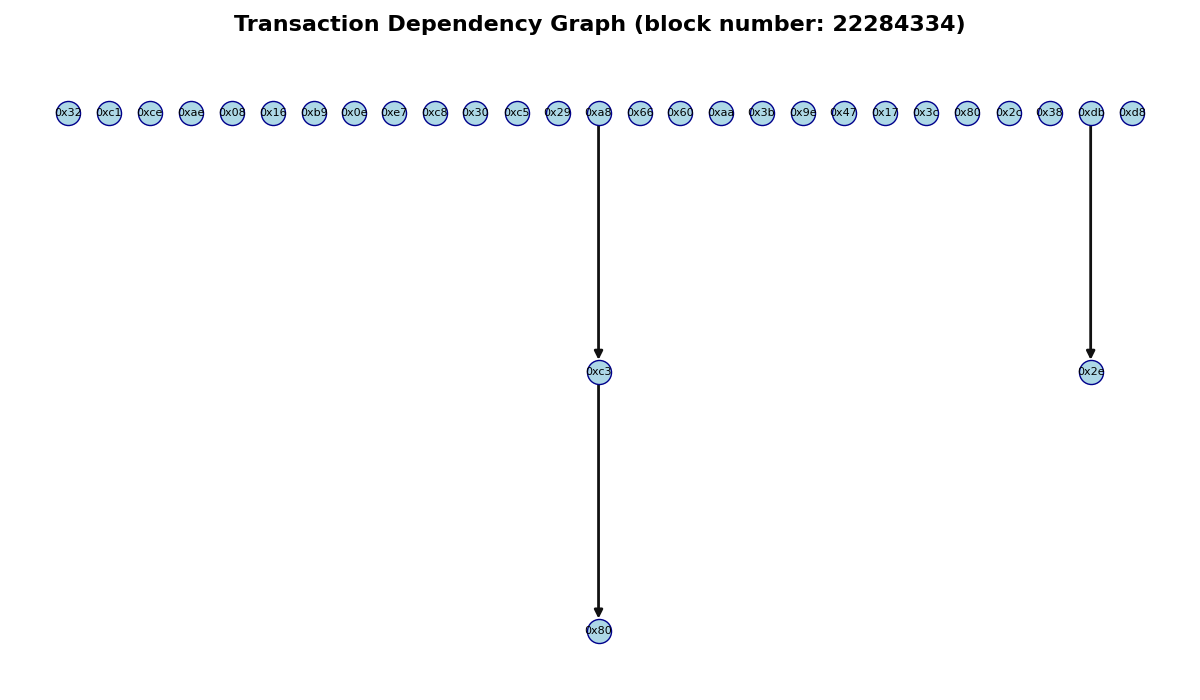 Transaction Dependency Graph (block number: 22284334)
0x32 0xc1 0xce 0xae 0x08 0x16 0xb9 0x0e 0xe7 0xc8 0x30 0xc5 0x29 0xa8 0x66 0x60 0xaa 0x3b 0x9e 0x47 0x17 0x3c 0x80 0x2c 0x38 0xdb 0xd8
0xc3 0x2e
0x80